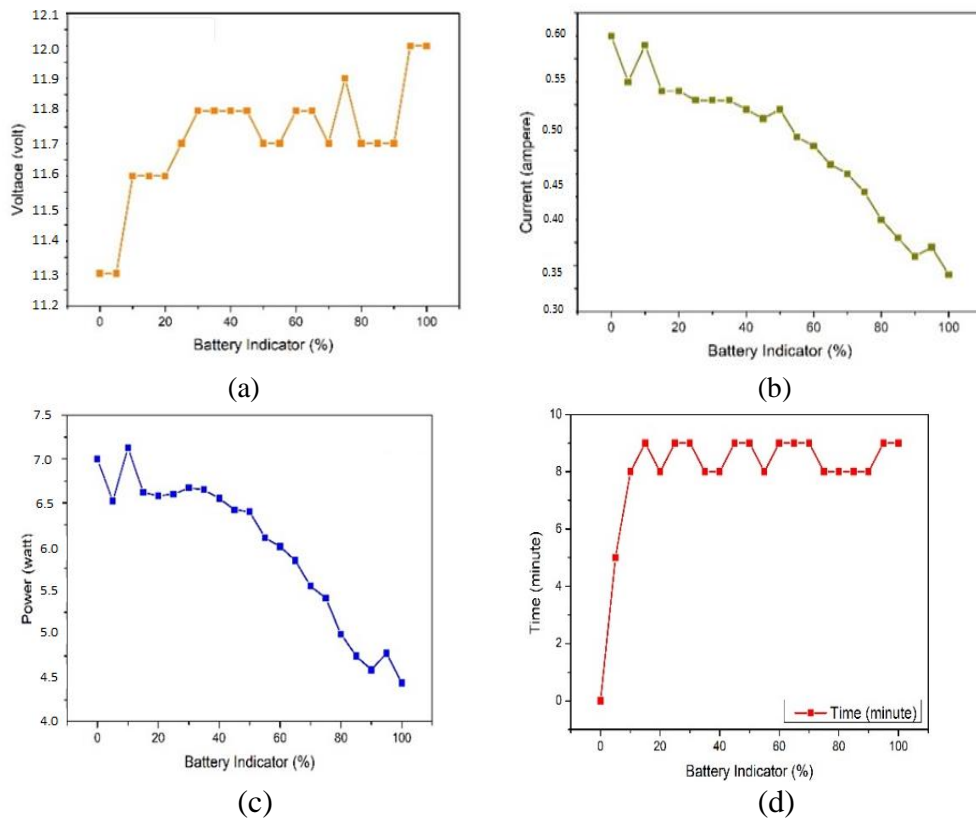 12.1
12.0
11.9
11.8
11.7
11.6
11.5
11.4
11.3
11.2
Voltace (volt)
0 20 40 60 80 100
Battery Indicator (%)
(a)
0.60
0.55
0.50
0.45
0.40
0.35
0.30
Current (ampere)
0 20 40 60 80 100
Battery Indicator (%)
(b)
7.5
7.0
6.5
6.0
5.5
5.0
4.5
4.0
Power (watt)
0 20 40 60 80 100
Battery Indicator (%)
(c)
10
8
6
4
2
0
Time (minute)
Time (minute)
0 20 40 60 80 100
Battery Indicator (%)
(d)